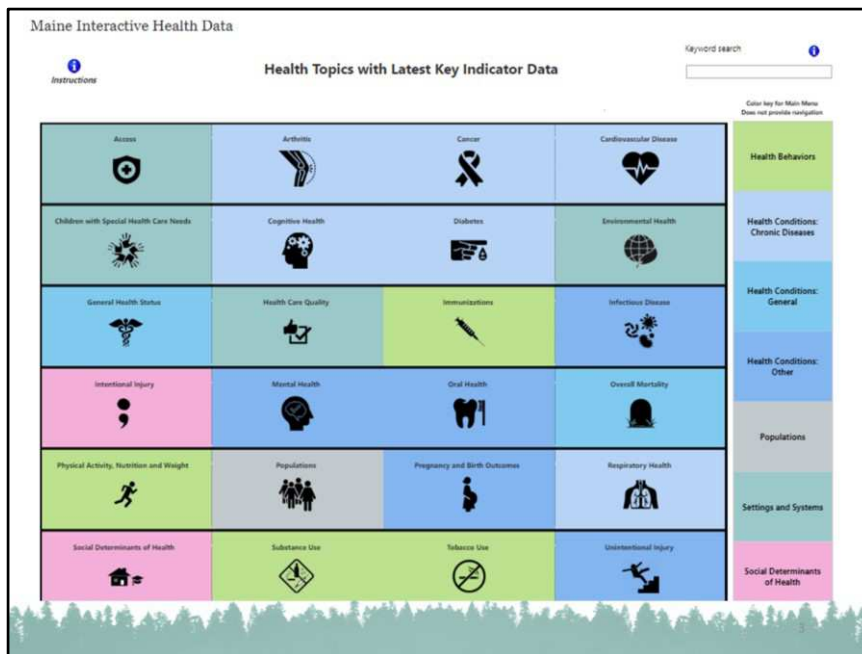 Maine Interactive Health Data
Keyword search
Instructions
Health Topics with Latest Key Indicator Data
Color key for Main Menu
Does not provide navigation
Access
Arthritis
Cancer
Cardiovascular Disease
Health Behaviors
Children with Special Health Care Needs
Cognitive Health
Diabetes
Environmental Health
Health Conditions:
Chronic Diseases
General Health Status
Health Care Quality
Immunizations
Infectious Disease
Health Conditions:
General
Intentional Injury
Mental Health
Oral Health
Overall Mortality
Health Conditions:
Other
Physical Activity, Nutrition and Weight
Populations
Pregnancy and Birth Outcomes
Respiratory Health
Populations
Settings and Systems
Social Determinants of Health
Substance Use
Tobacco Use
Unintentional Injury
Social Determinants
of Health
3